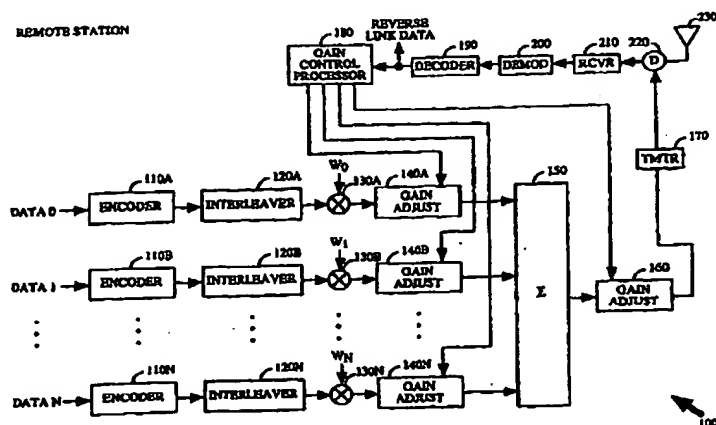 REMOTE STATION
180
GAIN CONTROL PROCESSOR
REVERSE LINK DATA
190
DECODER
200
DEMOD
210
RCVR
220
D
230
170
TMTR
DATA 0
110A
ENCODER
120A
INTERLEAVER
W0
130A
140A
GAIN ADJUST
150
Σ
DATA 1
110B
ENCODER
120B
INTERLEAVER
W1
130B
140B
GAIN ADJUST
160
GAIN ADJUST
DATA N
110N
ENCODER
120N
INTERLEAVER
WN
130N
140N
GAIN ADJUST
100